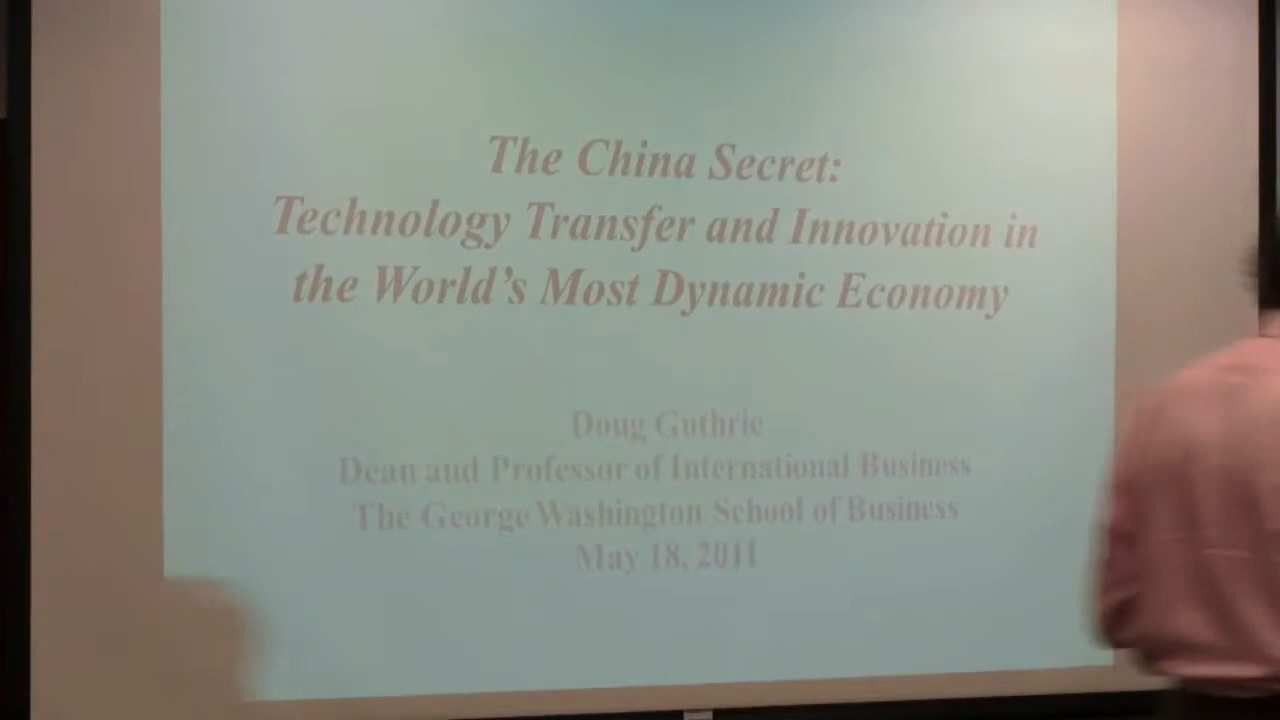 The China Secret:
Technology Transfer and Innovation in
the World's Most Dynamic Economy
Doug Guthrie
Dean and Professor of International Business
The George Washington School of Business
May 18, 2011